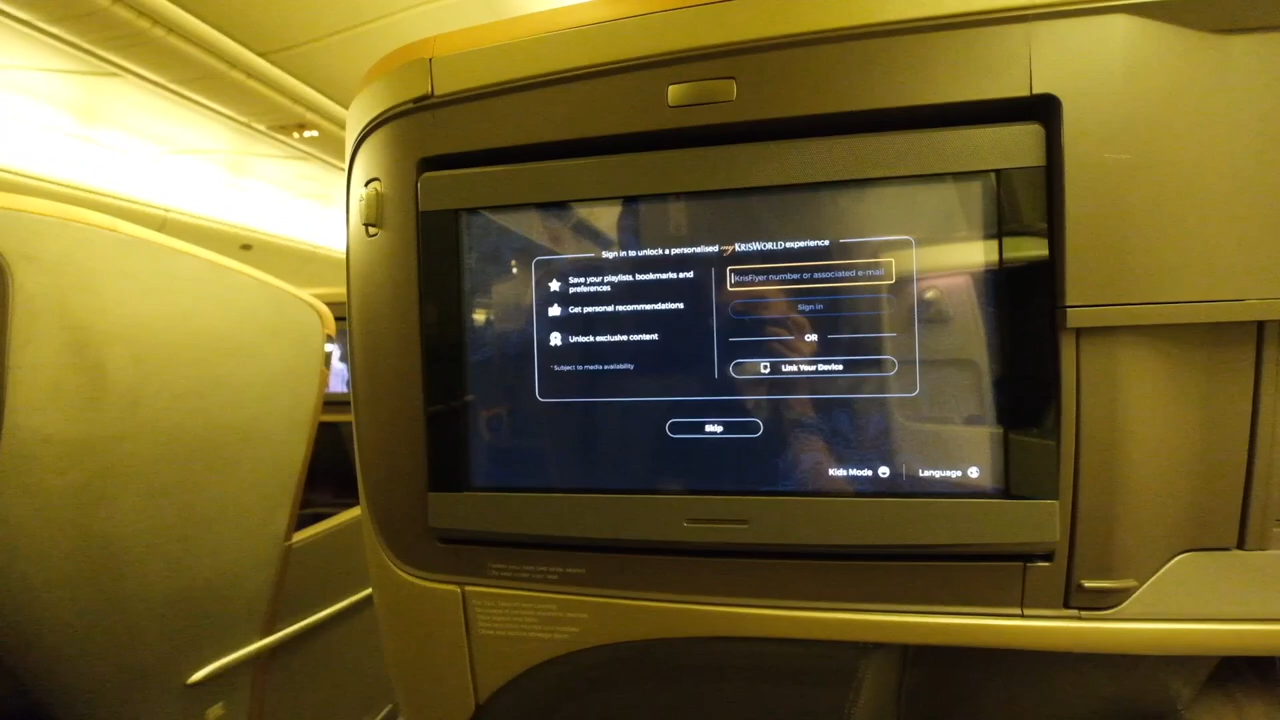 Sign in to unlock a personalised myKRISWORLD experience
Save your playlists, bookmarks and
preferences
Get personal recommendations
Unlock exclusive content
* Subject to media availability
KrisFlyer number or associated e-mail
Sign in
OR
Link Your Device
Skip
Kids Mode
Language